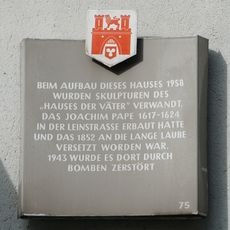 BEIM AUFBAU DIESES HAUSES 1958
WURDEN SKULPTUREN DES
„HAUSES DER VÄTER" VERWANDT,
DAS JOACHIM PAPE 1617-1624
IN DER LEINSTRASSE ERBAUT HATTE
UND DAS 1852 AN DIE LANGE LAUBE
VERSETZT WORDEN WAR.
1943 WURDE ES DORT DURCH
BOMBEN ZERSTÖRT
75